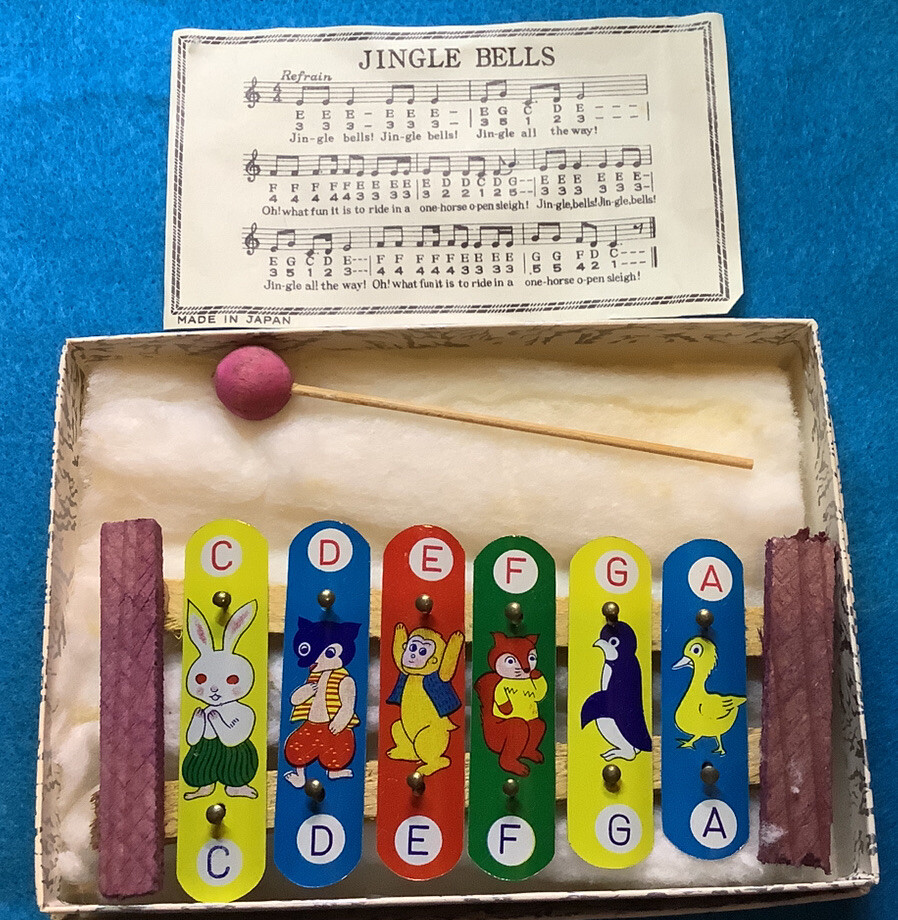 JINGLE BELLS
Refrain
E E E – E E E – | E G C D E – – – |
3 3 3 – 3 3 3 – | 3 5 1 2 3 – – – |
Jin-gle bells! Jin-gle bells! Jin-gle all the way!
F F F F F E E E E | E D D C D G-- | E E E E E E-
4 4 4 4 4 3 3 3 3 | 3 2 2 1 2 5-- | 3 3 3 3 3 3-|
Oh! what fun it is to ride in a one-horse open sleigh! Jin-gle,bells! Jin-gle,bells!
E G C D E---| F F F F F E E E E | G G F D C---
3 5 1 2 3---| 4 4 4 4 4 3 3 3 3 | 5 5 4 2 1---
Jin-gle all the way! Oh! what fun it is to ride in a one-horse o-pen sleigh!
MADE IN JAPAN
C D E F G A
C D E F G A